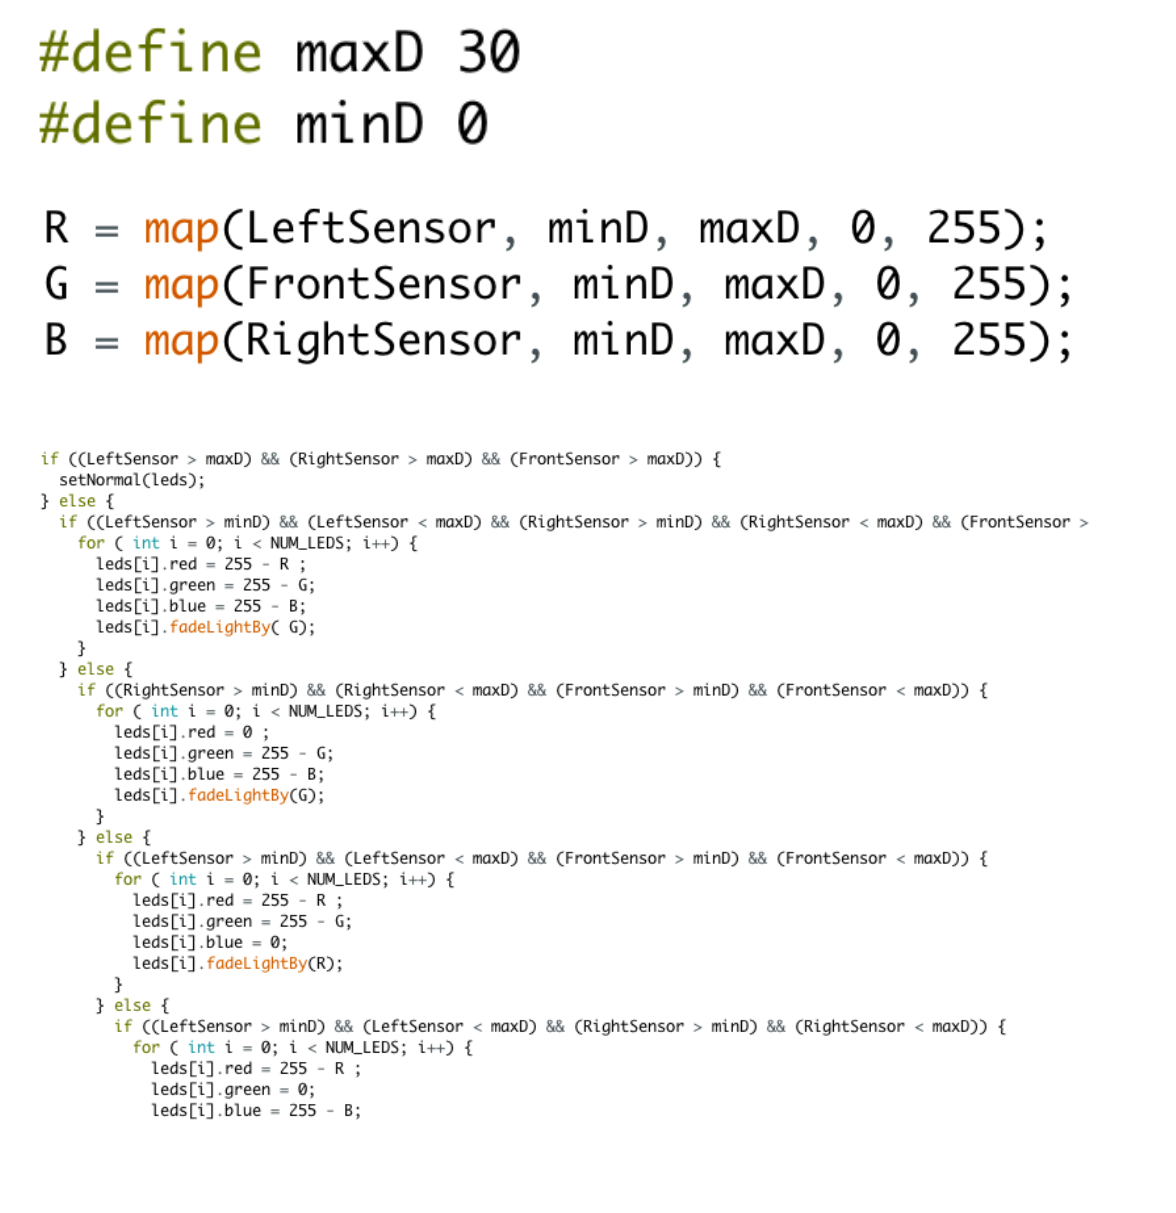 #define maxD 30
#define minD 0
R = map(LeftSensor, minD, maxD, 0, 255);
G = map(FrontSensor, minD, maxD, 0, 255);
B = map(RightSensor, minD, maxD, 0, 255);
if ((LeftSensor > maxD) && (RightSensor > maxD) && (FrontSensor > maxD)) {
setNormal(leds);
} else {
if ((LeftSensor > minD) && (LeftSensor < maxD) && (RightSensor > minD) && (RightSensor < maxD) && (FrontSensor >
for ( int i = 0; i < NUM_LEDS; i++) {
leds[i].red = 255 - R ;
leds[i].green = 255 - G;
leds[i].blue = 255 - B;
leds[i].fadeLightBy( G);
}
} else {
if ((RightSensor > minD) && (RightSensor < maxD) && (FrontSensor > minD) && (FrontSensor < maxD)) {
for ( int i = 0; i < NUM_LEDS; i++) {
leds[i].red = 0 ;
leds[i].green = 255 - G;
leds[i].blue = 255 - B;
leds[i].fadeLightBy(G);
}
} else {
if ((LeftSensor > minD) && (LeftSensor < maxD) && (FrontSensor > minD) && (FrontSensor < maxD)) {
for ( int i = 0; i < NUM_LEDS; i++) {
leds[i].red = 255 - R ;
leds[i].green = 255 - G;
leds[i].blue = 0;
leds[i].fadeLightBy(R);
}
} else {
if ((LeftSensor > minD) && (LeftSensor < maxD) && (RightSensor > minD) && (RightSensor < maxD)) {
for ( int i = 0; i < NUM_LEDS; i++) {
leds[i].red = 255 - R ;
leds[i].green = 0;
leds[i].blue = 255 - B;